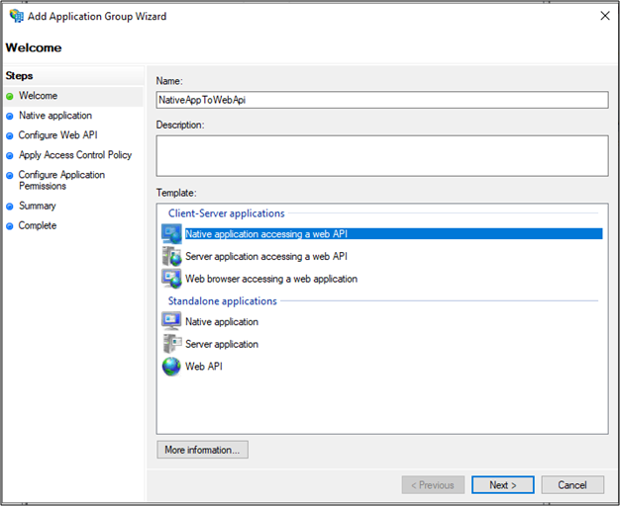 Add Application Group Wizard
Welcome
Steps
Welcome
Native application
Configure Web API
Apply Access Control Policy
Configure Application
Permissions
Summary
Complete
Name:
NativeAppToWebApi
Description:
Template:
Client-Server applications
Native application accessing a web API
Server application accessing a web API
Web browser accessing a web application
Standalone applications
Native application
Server application
Web API
More information...
< Previous
Next >
Cancel